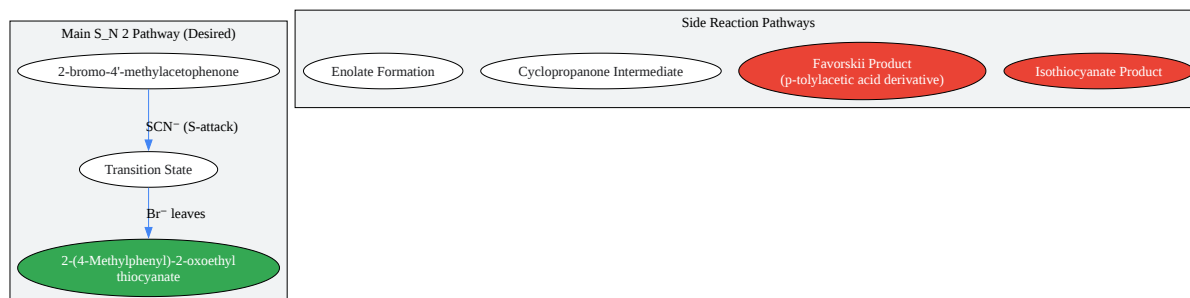 Main S_N 2 Pathway (Desired)
2-bromo-4'-methylacetophenone
SCN⁻ (S-attack)
Transition State
Br⁻ leaves
2-(4-Methylphenyl)-2-oxoethyl
thiocyanate
Side Reaction Pathways
Enolate Formation
Cyclopropanone Intermediate
Favorskii Product
(p-tolylacetic acid derivative)
Isothiocyanate Product